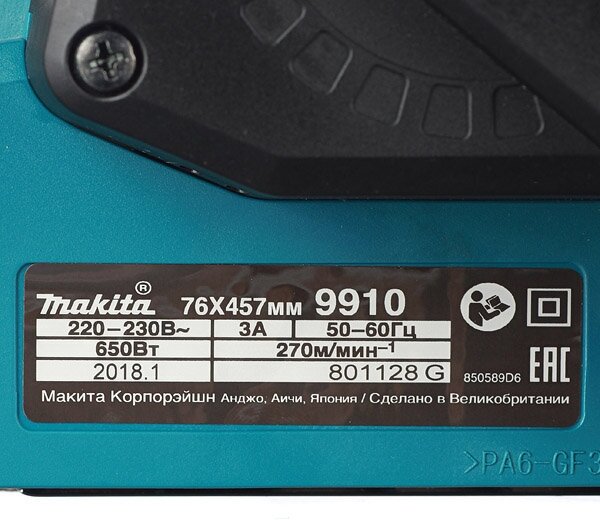 makita® 76X457мм 9910
220–230В~ 3А 50–60Гц
650Вт 270м/мин⁻¹
2018.1 801128 G
850589D6 EAC
Макита Корпорэйшн Анджо, Аичи, Япония / Сделано в Великобритании
>PA6-GF3